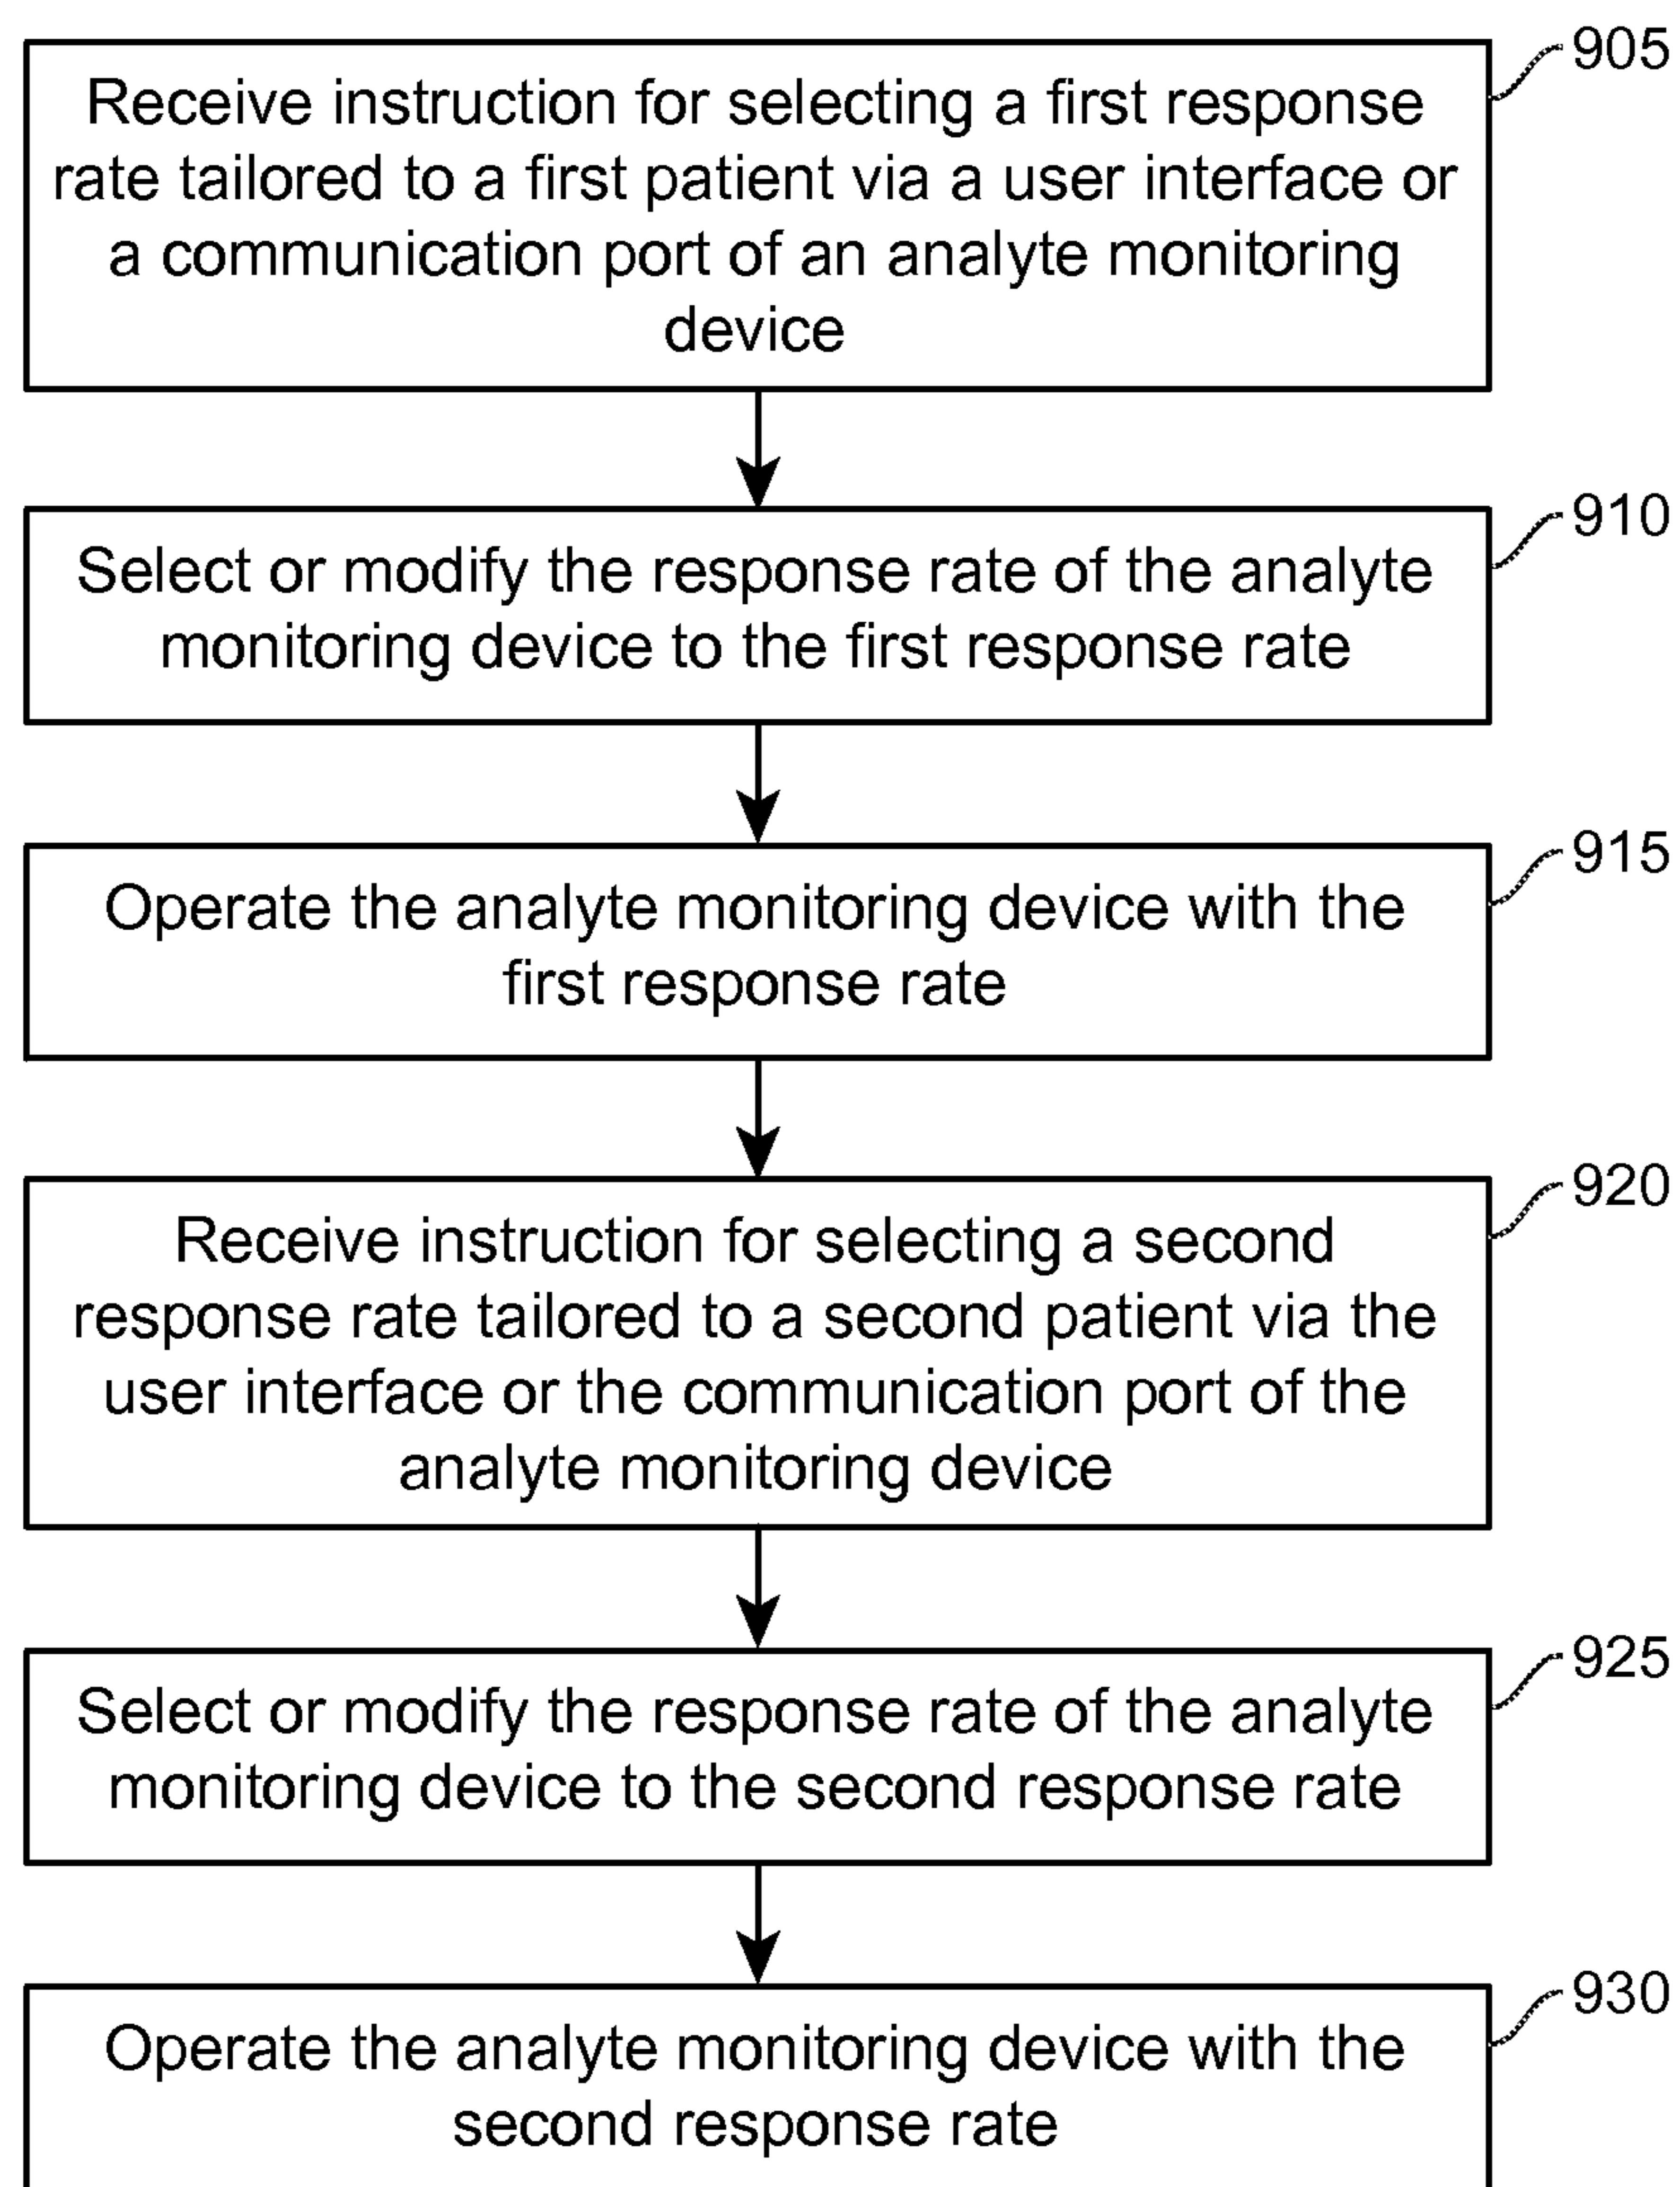 905
Receive instruction for selecting a first response
rate tailored to a first patient via a user interface or
a communication port of an analyte monitoring
device
910
Select or modify the response rate of the analyte
monitoring device to the first response rate
915
Operate the analyte monitoring device with the
first response rate
920
Receive instruction for selecting a second
response rate tailored to a second patient via the
user interface or the communication port of the
analyte monitoring device
925
Select or modify the response rate of the analyte
monitoring device to the second response rate
930
Operate the analyte monitoring device with the
second response rate